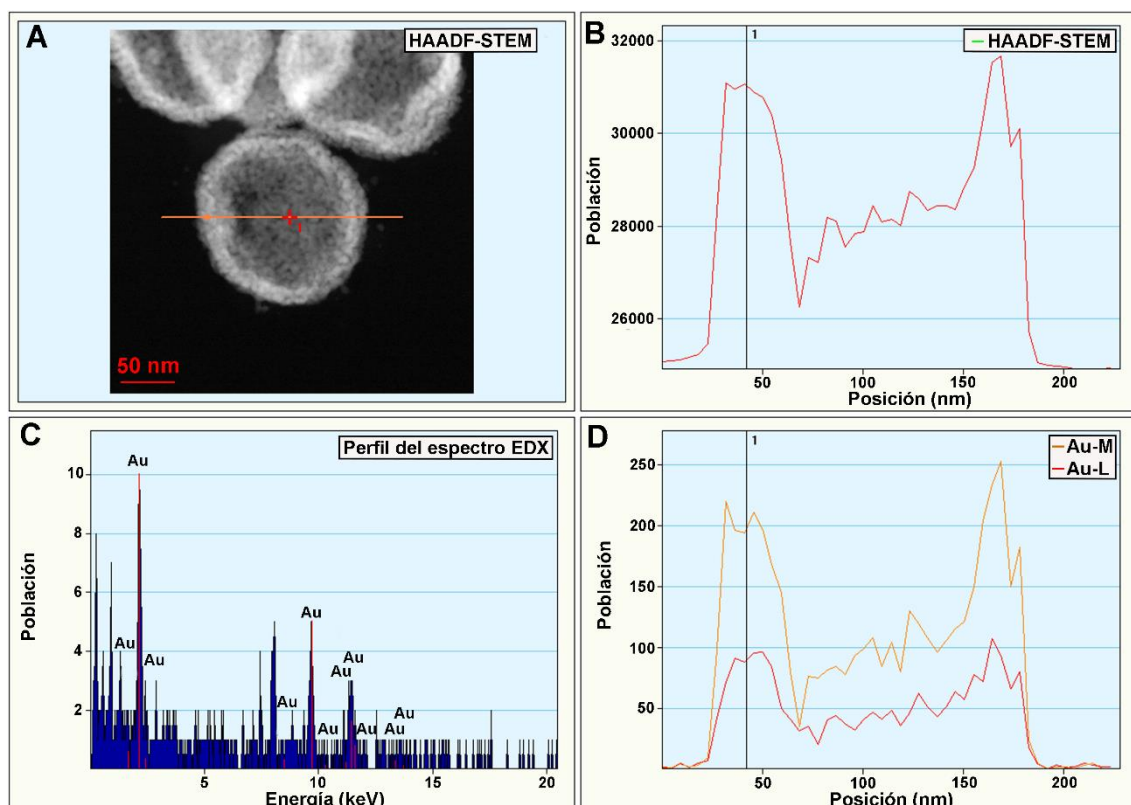 A
HAADF-STEM
50 nm
1
B
HAADF-STEM
1
32000
30000
28000
26000
Población
50
100
150
200
Posición (nm)
C
Perfil del espectro EDX
Au
Au
Au
Au
Au
Au
Au
Au
Au
Au
Au
10
8
6
4
2
Población
5
10
15
20
Energía (keV)
D
1
Au-M
Au-L
250
200
150
100
50
Población
50
100
150
200
Posición (nm)